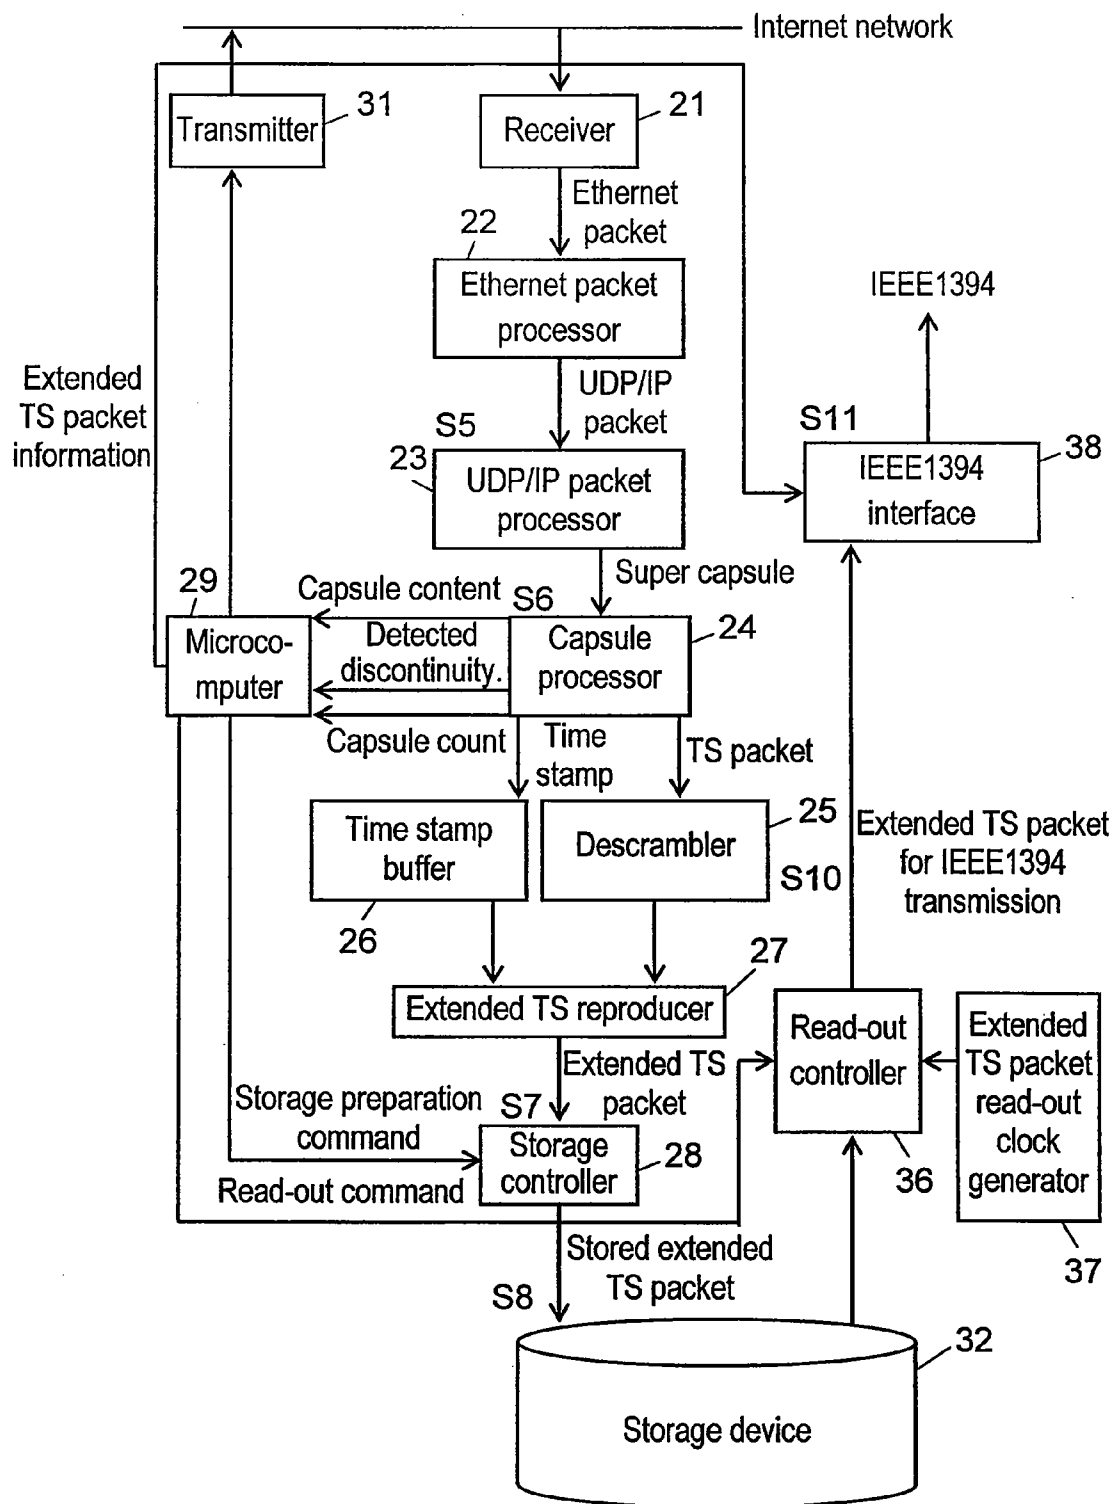 Internet network
31
21
Transmitter
Receiver
Ethernet
packet
22
Ethernet packet
processor
IEEE1394
Extended
TS packet
information
UDP/IP
packet
S5
S11
23
38
UDP/IP packet
processor
IEEE1394
interface
Super capsule
29
Capsule content
S6
24
Microco-
mputer
Detected
discontinuity.
Capsule
processor
Capsule count
Time
stamp
TS packet
Time stamp
buffer
Descrambler
25
Extended TS packet
for IEEE1394
transmission
S10
26
27
Extended TS reproducer
Read-out
controller
Extended
TS packet
read-out
clock
generator
Extended TS
packet
Storage preparation
command
S7
Storage
controller
28
36
Read-out command
37
Stored extended
TS packet
S8
32
Storage device